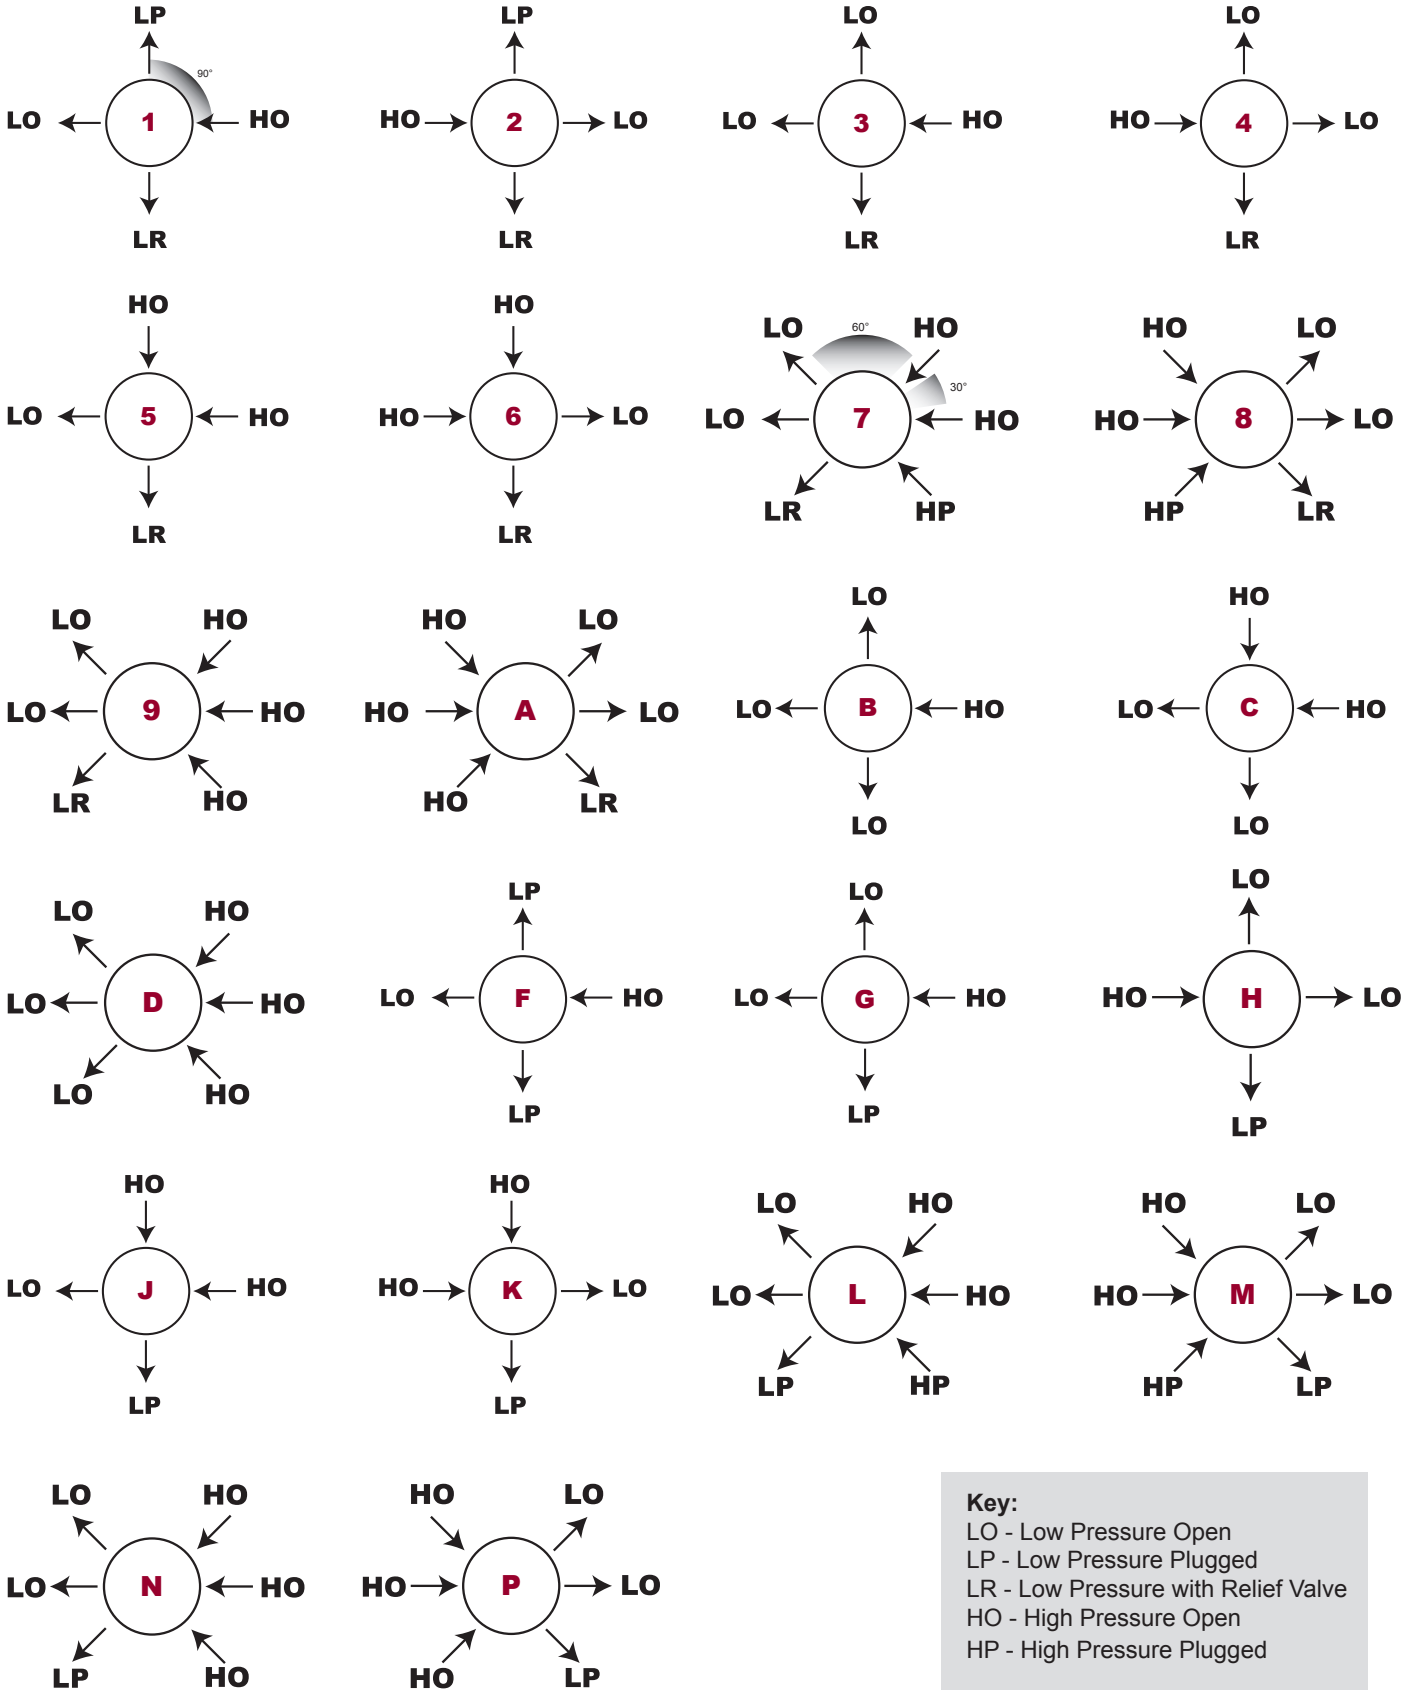 LP LP LO LO
90°
LO 1 HO HO 2 LO LO 3 HO HO 4 LO
LR LR LR LR
HO HO
LO 60° HO HO LO
30°
LO 5 HO HO 6 LO LO 7 HO HO 8 LO
LR HP HP LR
LR LR
LO HO
LO HO HO LO
LO 9 HO HO A LO LO B HO LO C HO
LR HO HO LR
LO LO
LO
LP LO
LO HO
LO D HO LO F HO LO G HO HO H LO
LO HO
LP LP
LP
HO HO
LO HO HO LO
LO J HO HO K LO LO L HO HO M LO
LP HP HP LP
LP LP
LO HO HO LO
LO N HO HO P LO
LP HO HO LP
Key:
LO - Low Pressure Open
LP - Low Pressure Plugged
LR - Low Pressure with Relief Valve
HO - High Pressure Open
HP - High Pressure Plugged